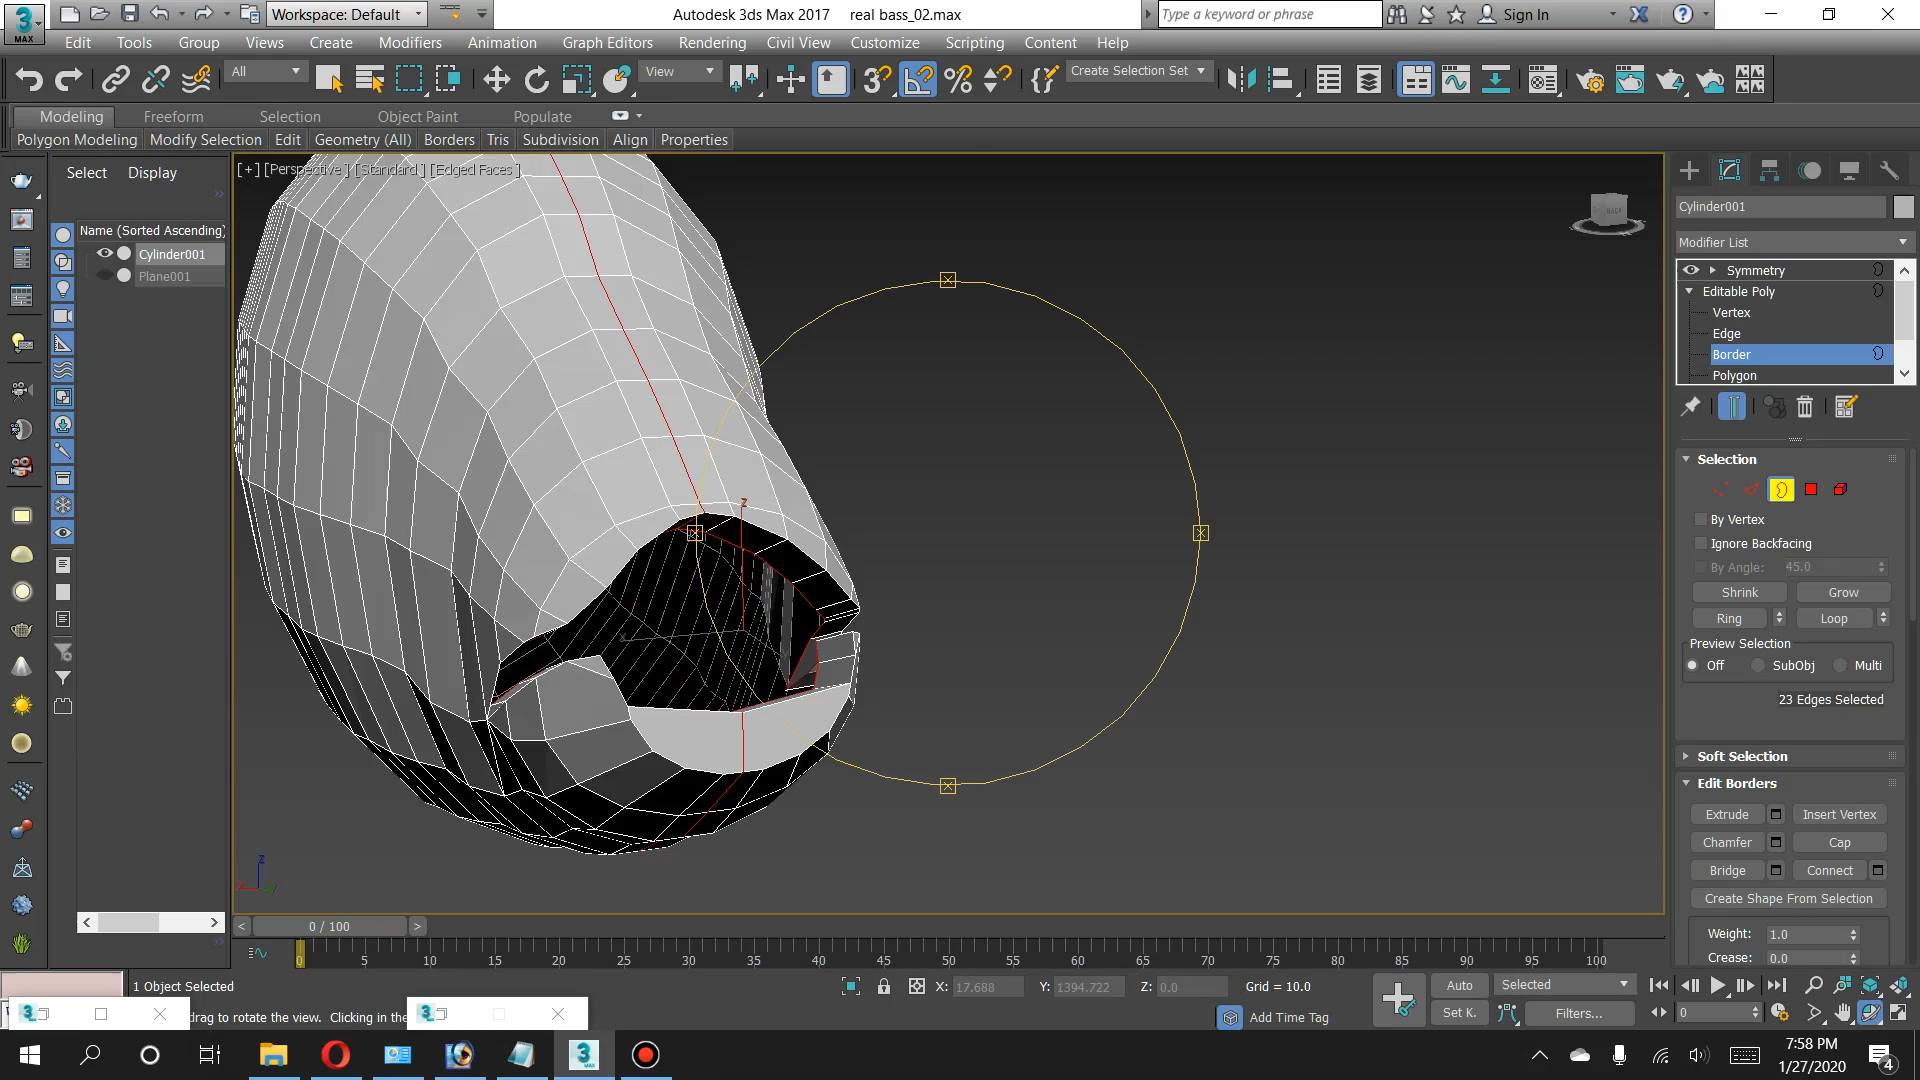 3
MAX
Workspace: Default
Autodesk 3ds Max 2017 real bass_02.max
Type a keyword or phrase
Sign In
Edit Tools Group Views Create Modifiers Animation Graph Editors Rendering Civil View Customize Scripting Content Help
All
View
Create Selection Set
Modeling Freeform Selection Object Paint Populate
Polygon Modeling Modify Selection Edit Geometry (All) Borders Tris Subdivision Align Properties
Select Display
Name (Sorted Ascending)
Cylinder001
Plane001
[+] [Perspective ] [Standard ] [Edged Faces ]
BACK
z
x
z
x
y
Cylinder001
Modifier List
Symmetry
Editable Poly
Vertex
Edge
Border
Polygon
Selection
By Vertex
Ignore Backfacing
By Angle: 45.0
Shrink Grow
Ring Loop
Preview Selection
Off SubObj Multi
23 Edges Selected
Soft Selection
Edit Borders
Extrude Insert Vertex
Chamfer Cap
Bridge Connect
Create Shape From Selection
Weight: 1.0
Crease: 0.0
0 / 100
0 5 10 15 20 25 30 35 40 45 50 55 60 65 70 75 80 85 90 95 100
1 Object Selected
X: 17.688 Y: 1394.722 Z: 0.0 Grid = 10.0
Auto Selected
drag to rotate the view. Clicking in the
Add Time Tag
Set K. Filters...
0
7:58 PM
1/27/2020
4